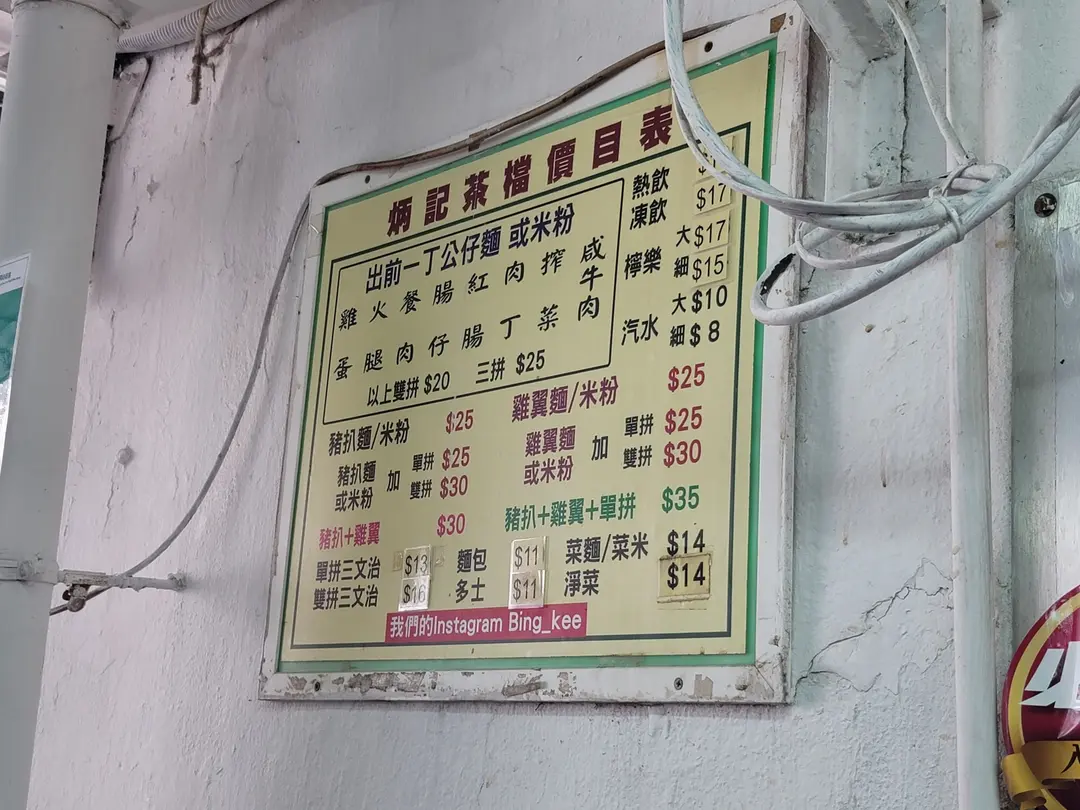 炳記茶檔價目表
出前一丁公仔麵 或米粉
雞 火 餐 腸 紅 肉 搾 咸牛肉
蛋 腿 肉 仔 腸 丁 菜
以上雙拼 $20 三拼 $25
熱飲
凍飲 $17
檸樂 大 $17
細 $15
汽水 大 $10
細 $8
豬扒麵/米粉 $25
豬扒麵或米粉 加 單拼 $25
雙拼 $30
豬扒+雞翼 $30
雞翼麵/米粉 $25
雞翼麵或米粉 加 單拼 $25
雙拼 $30
豬扒+雞翼+單拼 $35
單拼三文治 $13 麵包 $11 菜麵/菜米 $14
雙拼三文治 $16 多士 $11 淨菜 $14
我們的Instagram Bing_kee